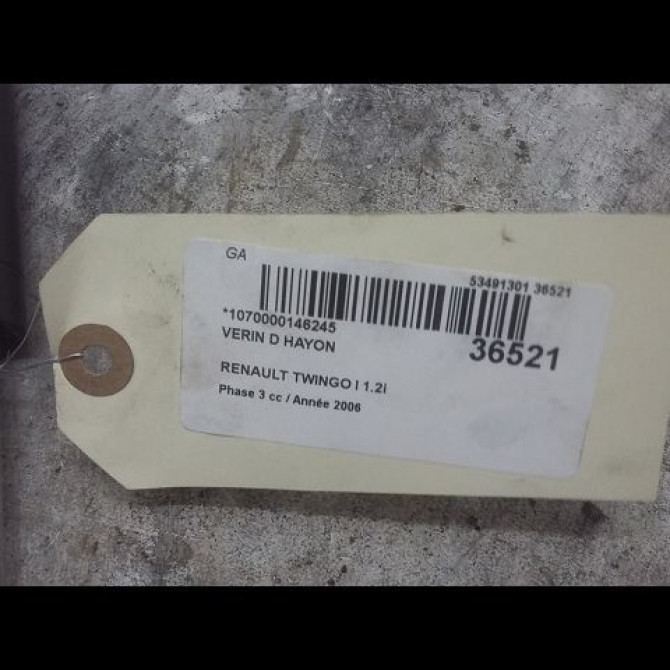 GA
53491301 36521
*1070000146245
VERIN D HAYON
36521
RENAULT TWINGO I 1.2i
Phase 3 cc / Année 2006